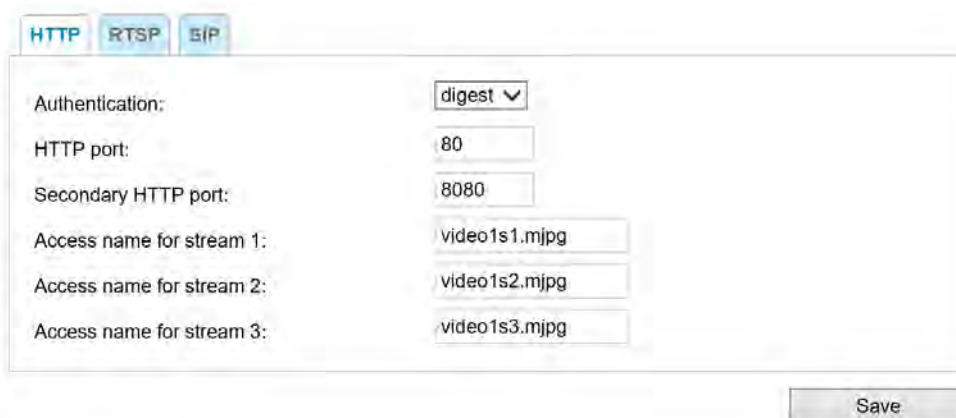 HTTP RTSP SIP
Authentication: digest
HTTP port: 80
Secondary HTTP port: 8080
Access name for stream 1: video1s1.mjpg
Access name for stream 2: video1s2.mjpg
Access name for stream 3: video1s3.mjpg
Save